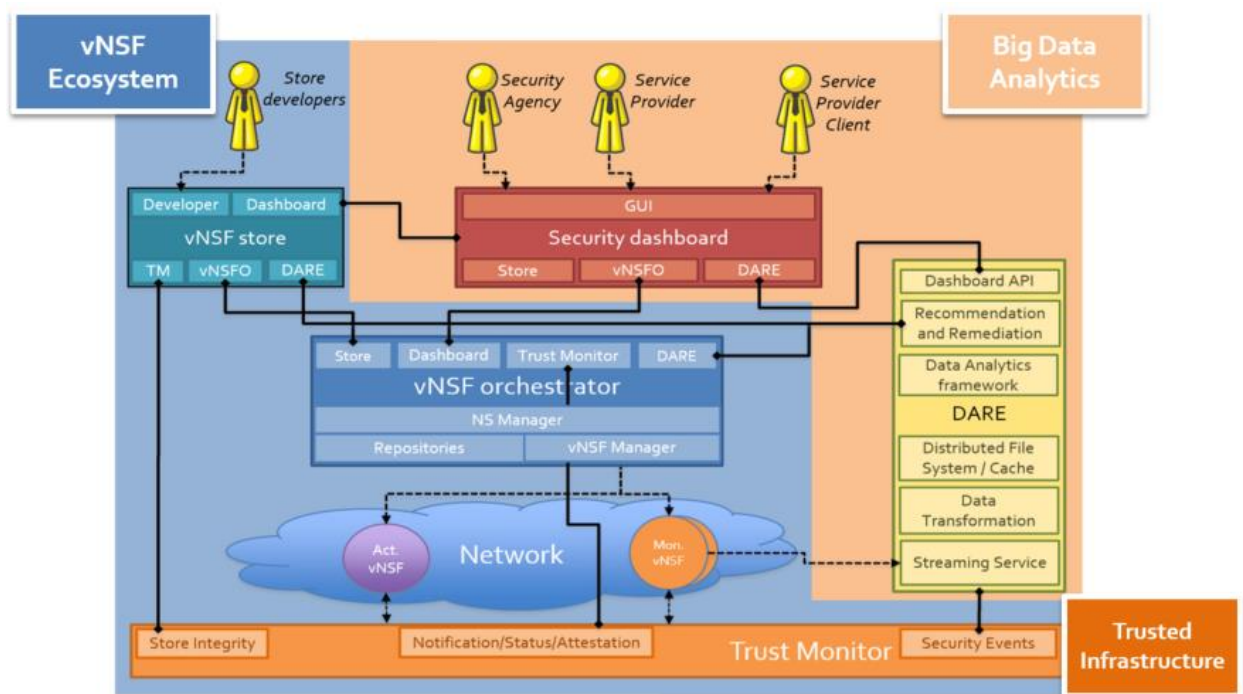 vNSF
Ecosystem
Big Data
Analytics
Store
developers
Security
Agency
Service
Provider
Service
Provider
Client
Developer
Dashboard
vNSF store
TM
vNSFO
DARE
GUI
Security dashboard
Store
vNSFO
DARE
Dashboard API
Recommendation
and Remediation
Data Analytics
framework
DARE
Distributed File
System / Cache
Data
Transformation
Streaming Service
Store
Dashboard
Trust Monitor
DARE
vNSF orchestrator
NS Manager
Repositories
vNSF Manager
Act.
vNSF
Network
Mon.
vNSF
Store Integrity
Notification/Status/Attestation
Trust Monitor
Security Events
Trusted
Infrastructure